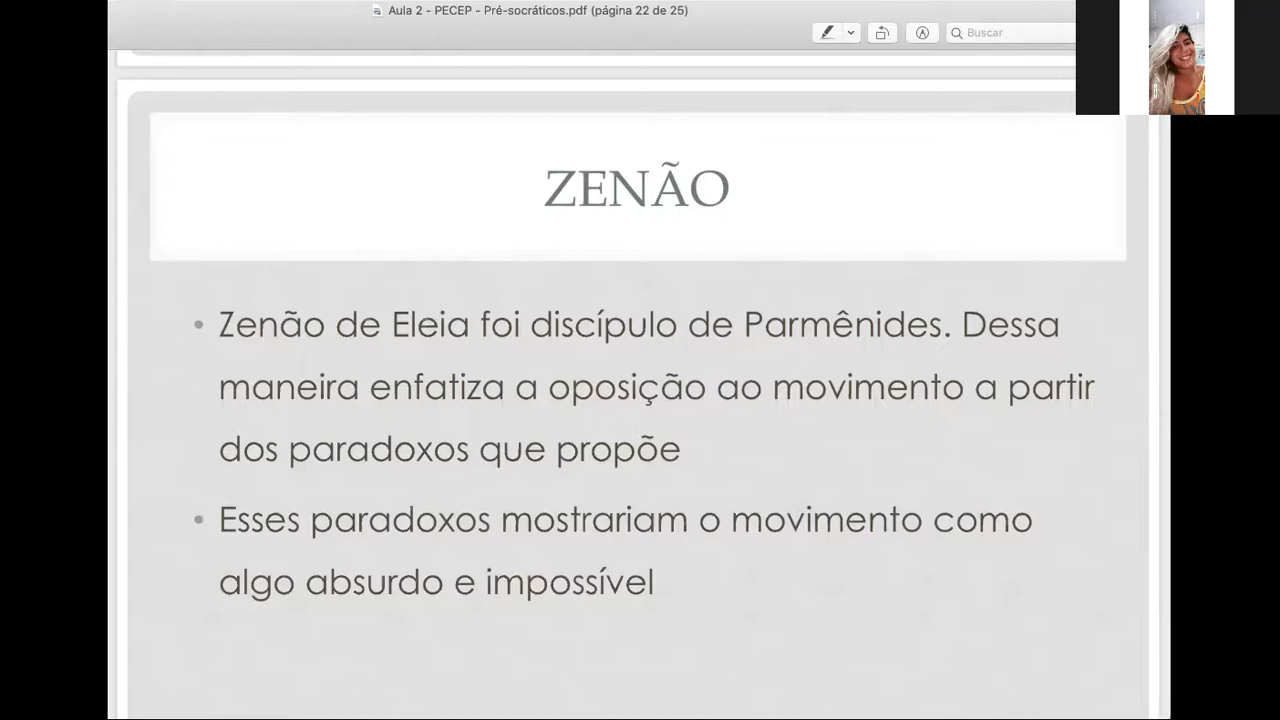 Aula 2 - PECEP - Pré-socráticos.pdf (página 22 de 25)
Buscar
ZENÃO
• Zenão de Eleia foi discípulo de Parmênides. Dessa
maneira enfatiza a oposição ao movimento a partir
dos paradoxos que propõe
• Esses paradoxos mostrariam o movimento como
algo absurdo e impossível